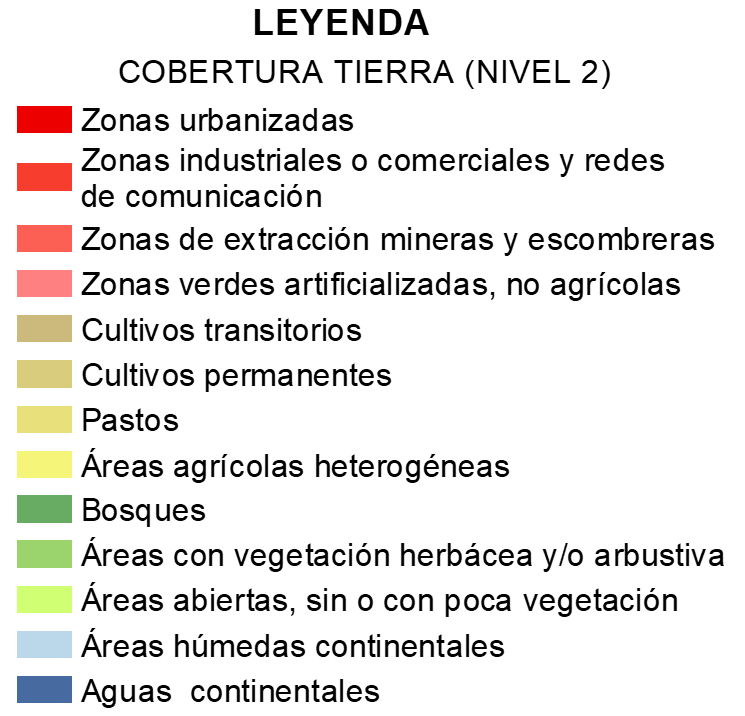 LEYENDA
COBERTURA TIERRA (NIVEL 2)
Zonas urbanizadas
Zonas industriales o comerciales y redes
de comunicación
Zonas de extracción mineras y escombreras
Zonas verdes artificializadas, no agrícolas
Cultivos transitorios
Cultivos permanentes
Pastos
Áreas agrícolas heterogéneas
Bosques
Áreas con vegetación herbácea y/o arbustiva
Áreas abiertas, sin o con poca vegetación
Áreas húmedas continentales
Aguas  continentales